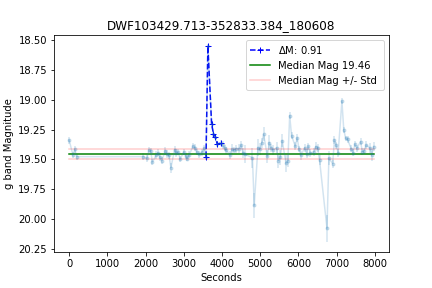 DWF103429.713-352833.384_180608
18.50
18.75
19.00
19.25
19.50
19.75
20.00
20.25
g band Magnitude
ΔM: 0.91
Median Mag 19.46
Median Mag +/- Std
0 1000 2000 3000 4000 5000 6000 7000 8000
Seconds